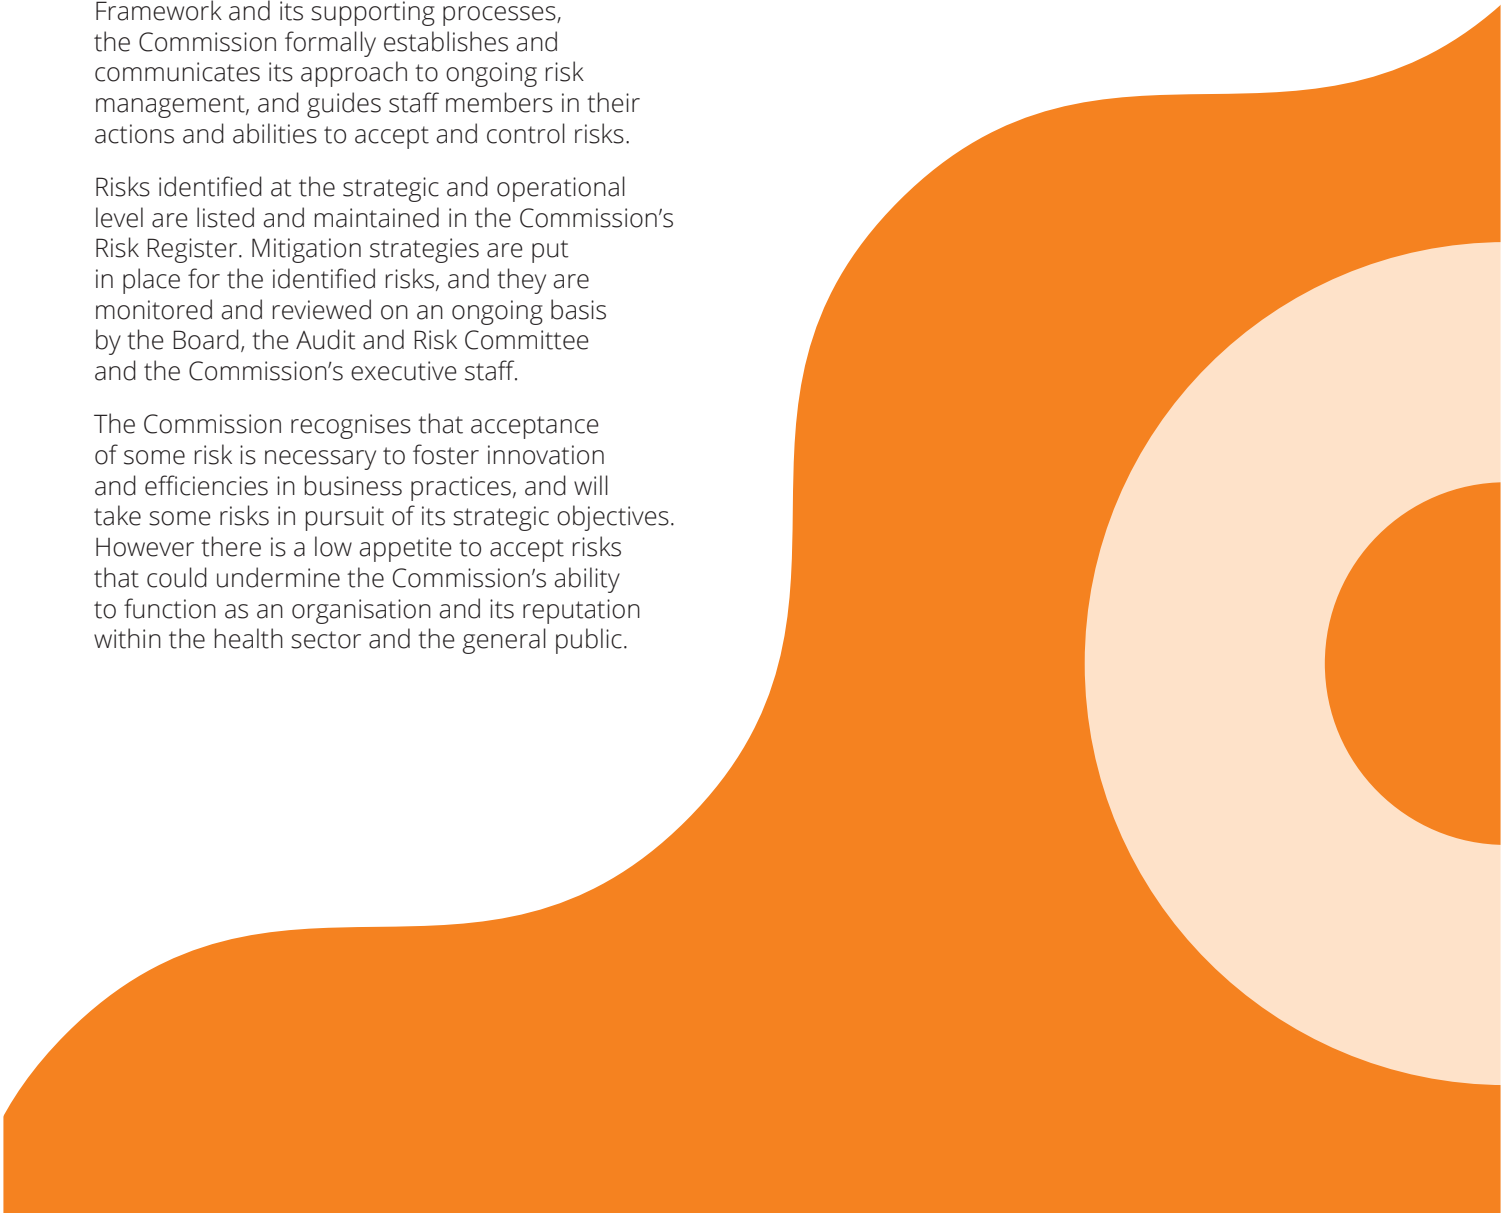 Framework and its supporting processes,
the Commission formally establishes and
communicates its approach to ongoing risk
management, and guides staff members in their
actions and abilities to accept and control risks.
Risks identified at the strategic and operational
level are listed and maintained in the Commission’s
Risk Register. Mitigation strategies are put
in place for the identified risks, and they are
monitored and reviewed on an ongoing basis
by the Board, the Audit and Risk Committee
and the Commission’s executive staff.
The Commission recognises that acceptance
of some risk is necessary to foster innovation
and efficiencies in business practices, and will
take some risks in pursuit of its strategic objectives.
However there is a low appetite to accept risks
that could undermine the Commission’s ability
to function as an organisation and its reputation
within the health sector and the general public.